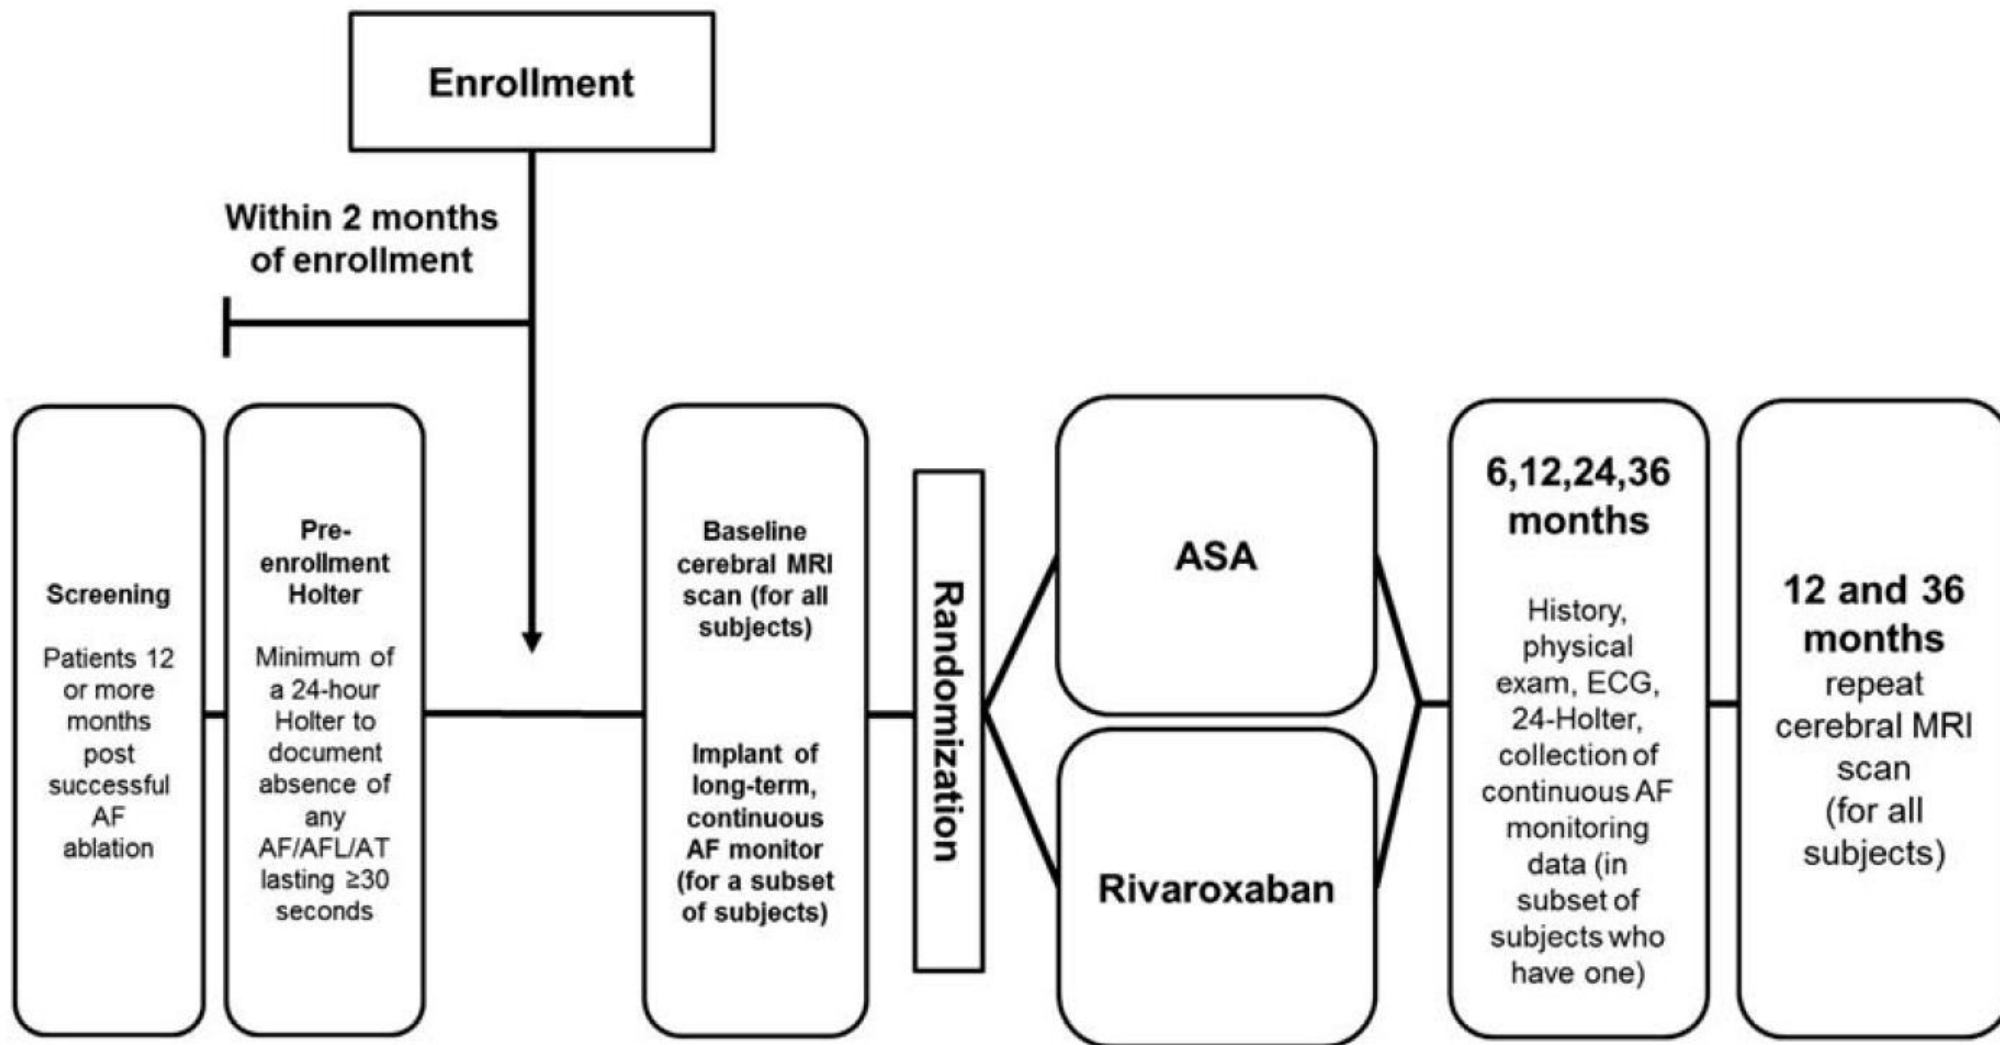 Enrollment
Within 2 months
of enrollment
Screening
Patients 12
or more
months
post
successful
AF
ablation
Pre-
enrollment
Holter
Minimum of
a 24-hour
Holter to
document
absence of
any
AF/AFL/AT
lasting ≥30
seconds
Baseline
cerebral MRI
scan (for all
subjects)
Implant of
long-term,
continuous
AF monitor
(for a subset
of subjects)
Randomization
ASA
Rivaroxaban
6,12,24,36
months
History,
physical
exam, ECG,
24-Holter,
collection of
continuous AF
monitoring
data (in
subset of
subjects who
have one)
12 and 36
months
repeat
cerebral MRI
scan
(for all
subjects)